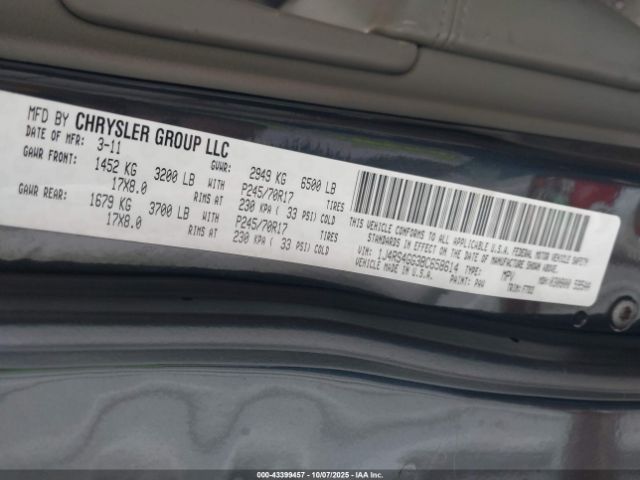 MFD BY CHRYSLER GROUP LLC
DATE OF MFR: 3-11 GVWR: 2949 KG 6500 LB
GAWR FRONT: 1452 KG 3200 LB WITH P245/70R17 TIRES
17X8.0 RIMS AT 230 KPA ( 33 PSI) COLD
GAWR REAR: 1679 KG 3700 LB WITH P245/70R17 TIRES
17X8.0 RIMS AT 230 KPA ( 33 PSI) COLD
THIS VEHICLE CONFORMS TO ALL APPLICABLE U.S.A. FEDERAL MOTOR VEHICLE SAFETY
STANDARDS IN EFFECT ON THE DATE OF MANUFACTURE SHOWN ABOVE.
VIN: 1J4RS4GG3BC658614 TYPE: MPV MDH:
VEHICLE MADE IN U.S.A. PAINT: TRIM:
000-43399457 - 10/07/2025 - IAA Inc.